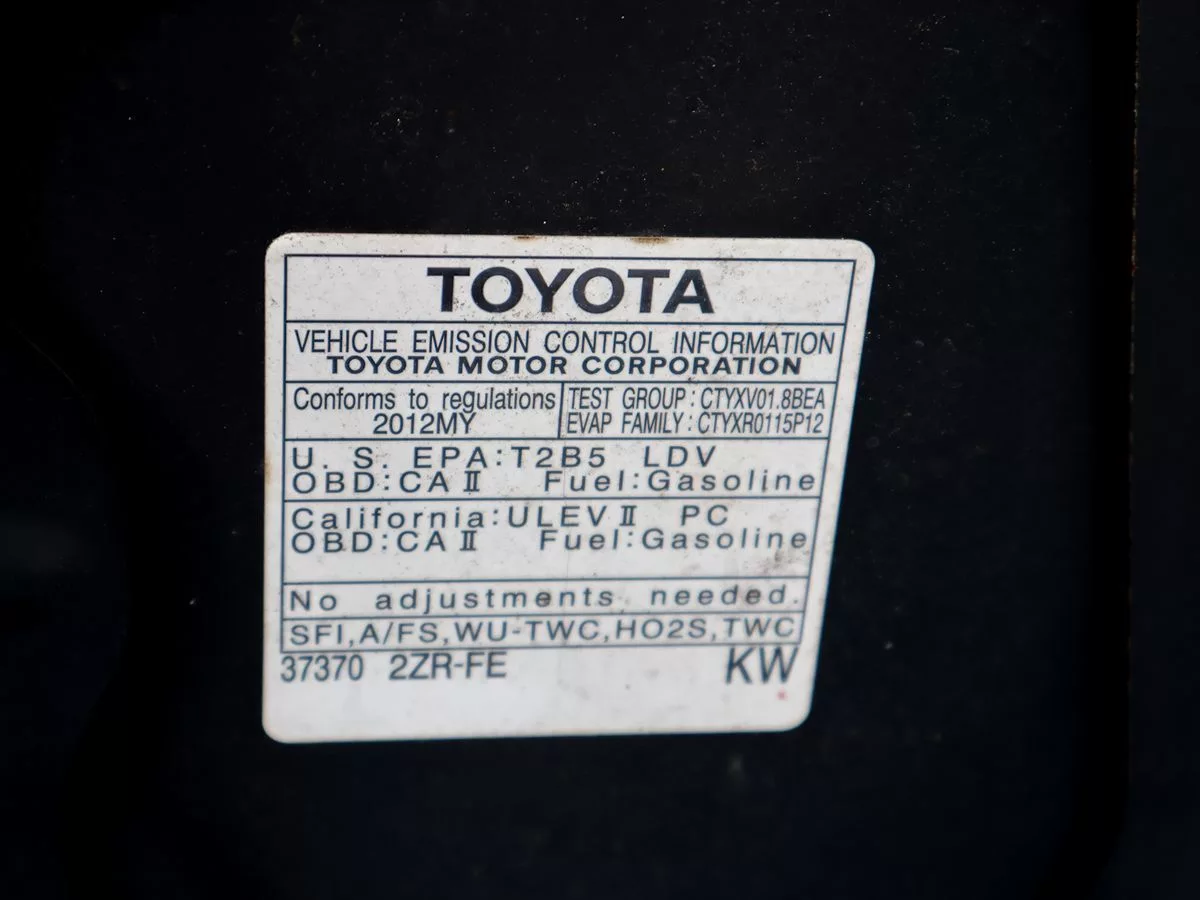 TOYOTA
VEHICLE EMISSION CONTROL INFORMATION
TOYOTA MOTOR CORPORATION
Conforms to regulations
2012MY
TEST GROUP : CTYXV01.8BEA
EVAP FAMILY : CTYXR0115P12
U. S. EPA:T2B5 LDV
OBD:CAⅡ Fuel:Gasoline
California:ULEVⅡ PC
OBD:CAⅡ Fuel:Gasoline
No adjustments needed.
SFI,A/FS,WU-TWC,HO2S,TWC
37370 2ZR-FE KW